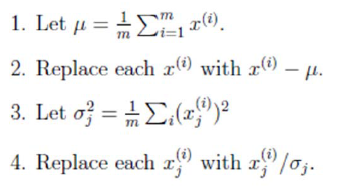 1. Let μ = 1/m ∑_{i=1}^{m} x^{(i)}.
2. Replace each x^{(i)} with x^{(i)} − μ.
3. Let σ_j^2 = 1/m ∑_i (x_j^{(i)})^2
4. Replace each x_j^{(i)} with x_j^{(i)}/σ_j.